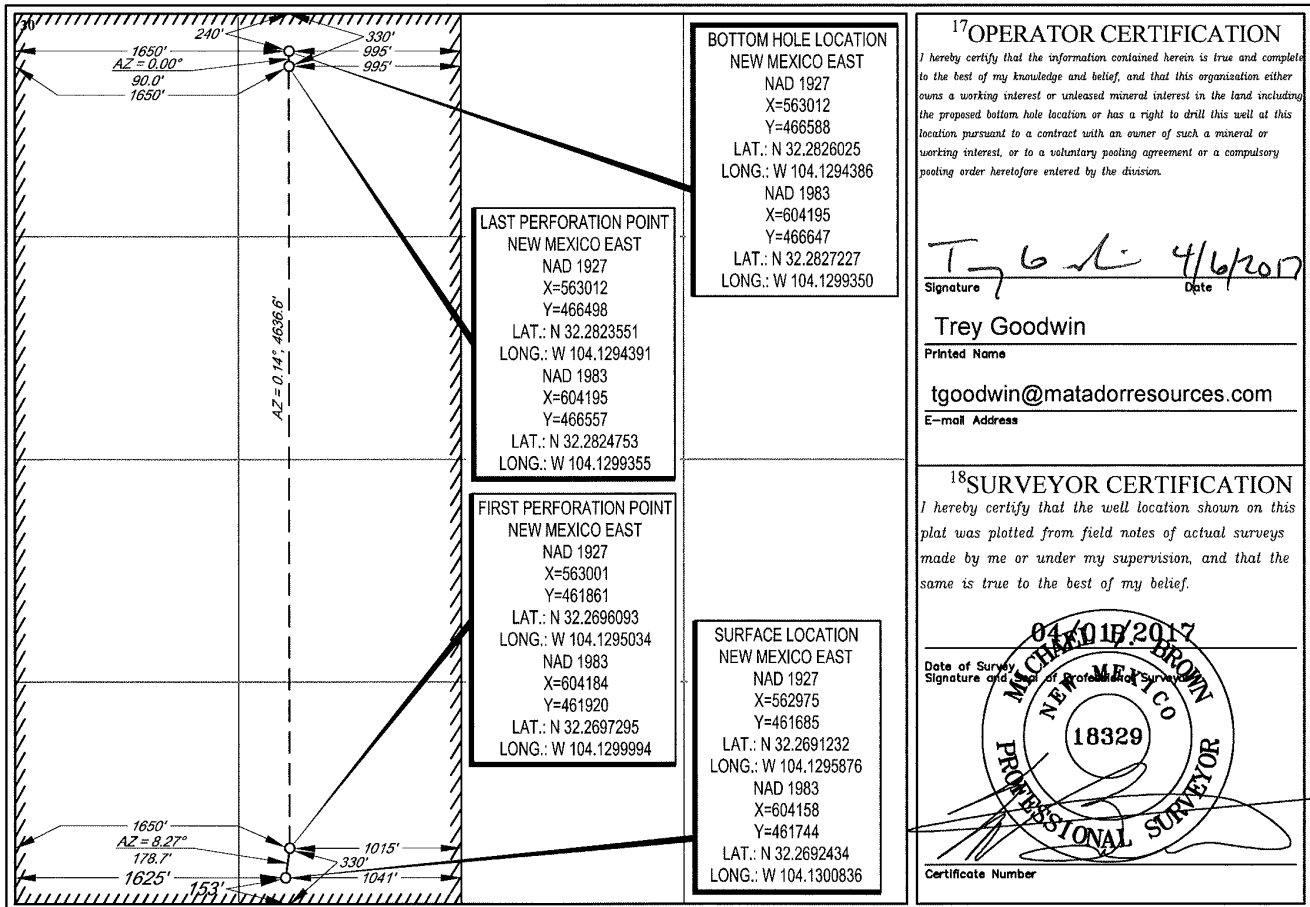 30
240'
330'
1650'
995'
AZ = 0.00°
995'
90.0'
1650'
AZ = 0.14°, 4636.6'
1650'
AZ = 8.27°
1015'
178.7'
330'
1625'
1041'
153'
BOTTOM HOLE LOCATION
NEW MEXICO EAST
NAD 1927
X=563012
Y=466588
LAT.: N 32.2826025
LONG.: W 104.1294386
NAD 1983
X=604195
Y=466647
LAT.: N 32.2827227
LONG.: W 104.1299350
LAST PERFORATION POINT
NEW MEXICO EAST
NAD 1927
X=563012
Y=466498
LAT.: N 32.2823551
LONG.: W 104.1294391
NAD 1983
X=604195
Y=466557
LAT.: N 32.2824753
LONG.: W 104.1299355
FIRST PERFORATION POINT
NEW MEXICO EAST
NAD 1927
X=563001
Y=461861
LAT.: N 32.2696093
LONG.: W 104.1295034
NAD 1983
X=604184
Y=461920
LAT.: N 32.2697295
LONG.: W 104.1299994
SURFACE LOCATION
NEW MEXICO EAST
NAD 1927
X=562975
Y=461685
LAT.: N 32.2691232
LONG.: W 104.1295876
NAD 1983
X=604158
Y=461744
LAT.: N 32.2692434
LONG.: W 104.1300836
17OPERATOR CERTIFICATION
I hereby certify that the information contained herein is true and complete
to the best of my knowledge and belief, and that this organization either
owns a working interest or unleased mineral interest in the land including
the proposed bottom hole location or has a right to drill this well at this
location pursuant to a contract with an owner of such a mineral or
working interest, or to a voluntary pooling agreement or a compulsory
pooling order heretofore entered by the division.
4/6/2017
Signature Date
Trey Goodwin
Printed Name
tgoodwin@matadorresources.com
E-mail Address
18SURVEYOR CERTIFICATION
I hereby certify that the well location shown on this
plat was plotted from field notes of actual surveys
made by me or under my supervision, and that the
same is true to the best of my belief.
04/01/2017
Date of Survey
Signature and Seal of Professional Surveyor
MICHAEL B. BROWN
NEW MEXICO
18329
PROFESSIONAL SURVEYOR
Certificate Number